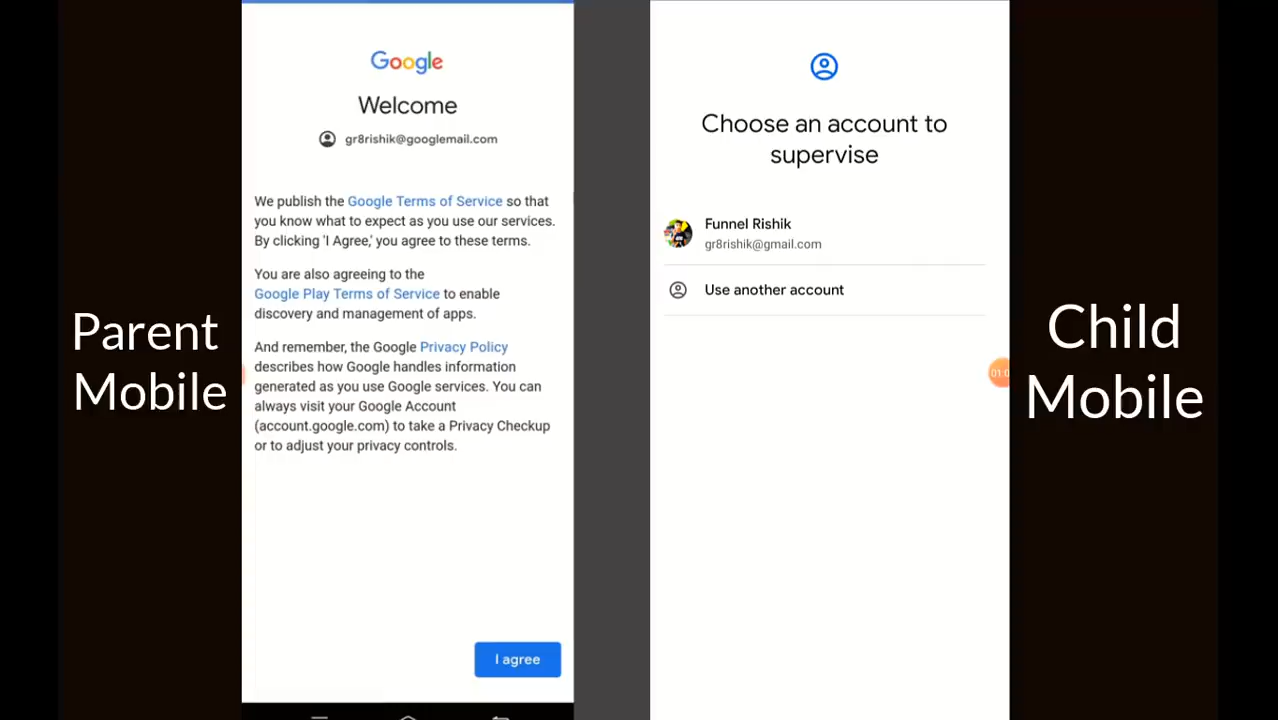 Parent
Mobile
Google
Welcome
gr8rishik@googlemail.com
We publish the Google Terms of Service so that
you know what to expect as you use our services.
By clicking 'I Agree,' you agree to these terms.
You are also agreeing to the
Google Play Terms of Service to enable
discovery and management of apps.
And remember, the Google Privacy Policy
describes how Google handles information
generated as you use Google services. You can
always visit your Google Account
(account.google.com) to take a Privacy Checkup
or to adjust your privacy controls.
I agree
Choose an account to
supervise
Funnel Rishik
gr8rishik@gmail.com
Use another account
Child
Mobile